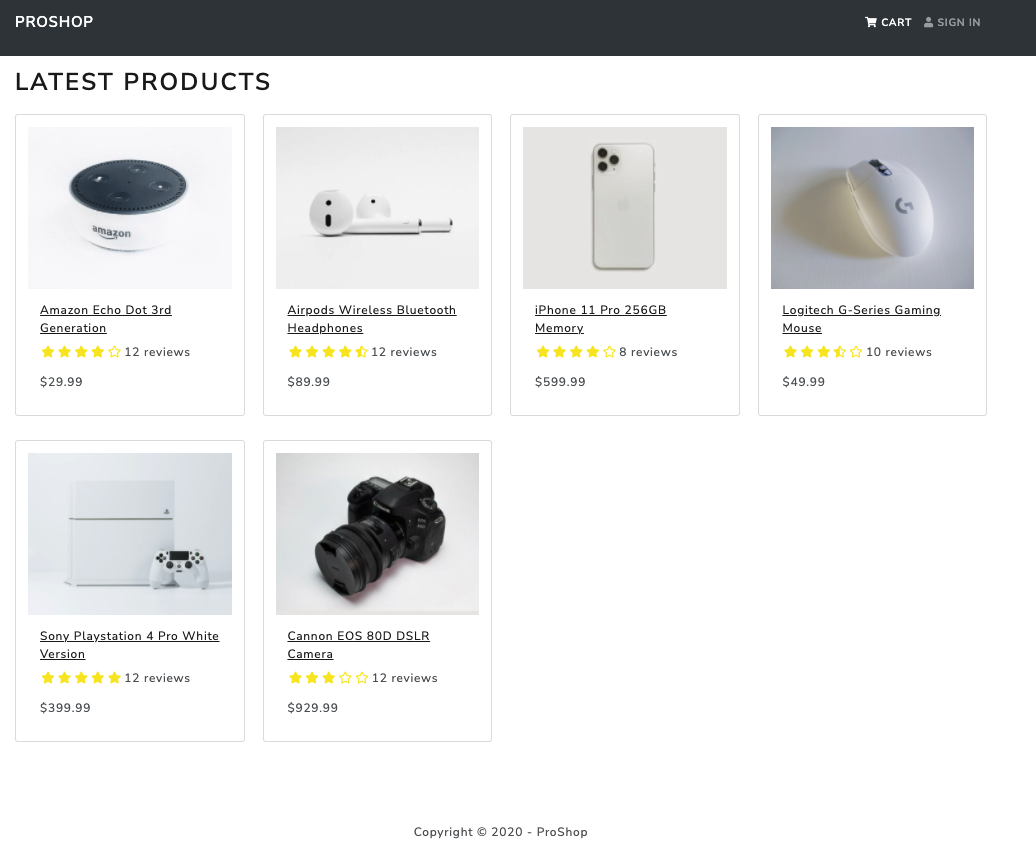 PROSHOP
CART SIGN IN
LATEST PRODUCTS
amazon
Amazon Echo Dot 3rd
Generation
12 reviews
$29.99
Airpods Wireless Bluetooth
Headphones
12 reviews
$89.99
iPhone 11 Pro 256GB
Memory
8 reviews
$599.99
G
Logitech G-Series Gaming
Mouse
10 reviews
$49.99
Sony Playstation 4 Pro White
Version
12 reviews
$399.99
Cannon EOS 80D DSLR
Camera
12 reviews
$929.99
Copyright © 2020 - ProShop